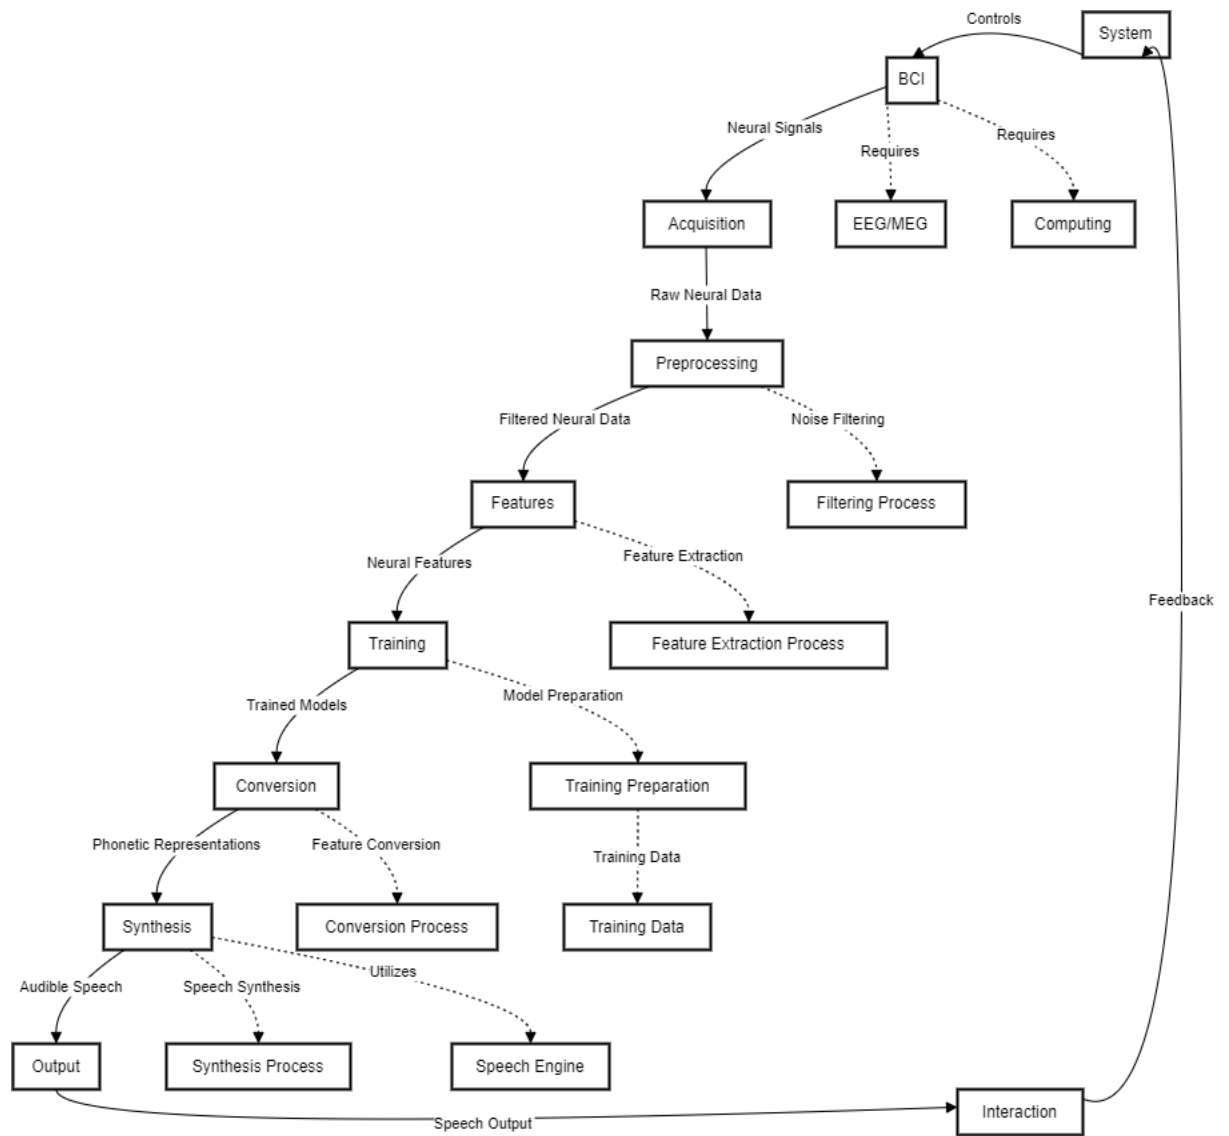 Controls
System
BCI
Neural Signals
Requires
Requires
Acquisition
EEG/MEG
Computing
Raw Neural Data
Preprocessing
Filtered Neural Data
Noise Filtering
Features
Filtering Process
Neural Features
Feature Extraction
Feedback
Training
Feature Extraction Process
Trained Models
Model Preparation
Conversion
Training Preparation
Phonetic Representations
Feature Conversion
Training Data
Synthesis
Conversion Process
Training Data
Audible Speech
Speech Synthesis
Utilizes
Output
Synthesis Process
Speech Engine
Speech Output
Interaction